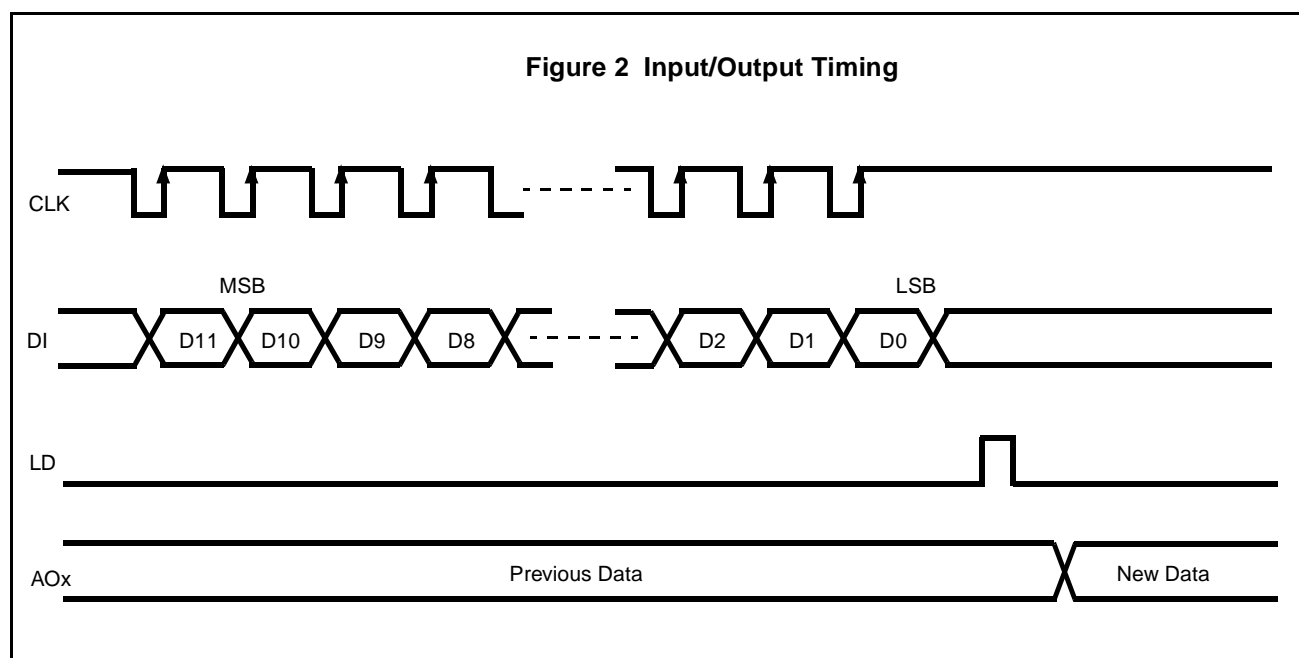 Figure 2 Input/Output Timing
CLK
MSB LSB
DI D11 D10 D9 D8 D2 D1 D0
LD
AOx Previous Data New Data